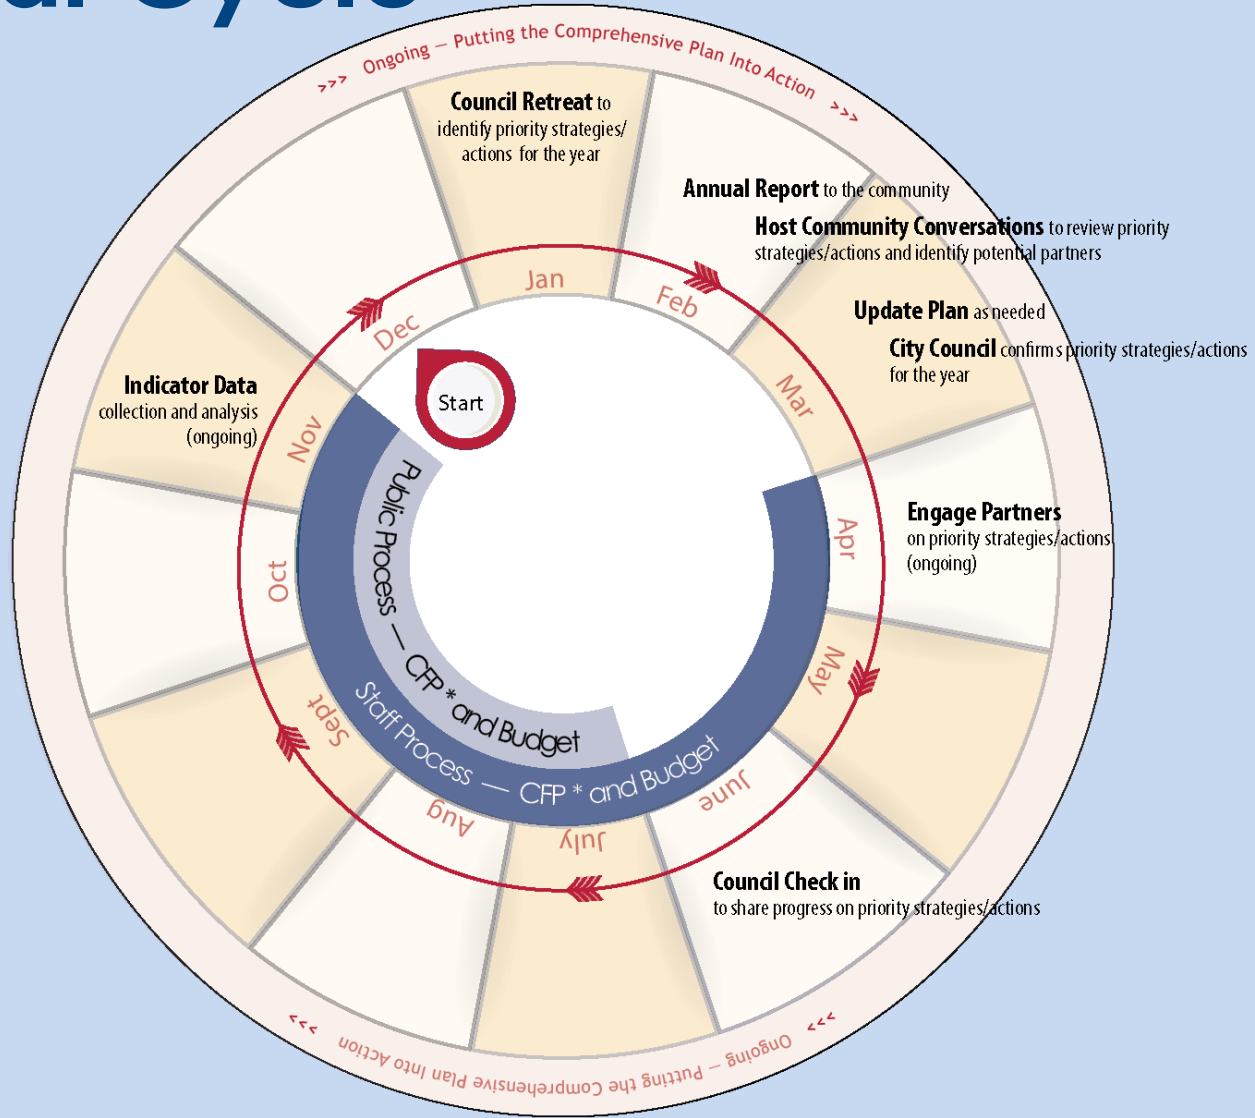 Cycle
>>> Ongoing — Putting the Comprehensive Plan Into Action >>>
Council Retreat to
identify priority strategies/
actions for the year
Annual Report to the community
Host Community Conversations to review priority
strategies/actions and identify potential partners
Update Plan as needed
City Council confirms priority strategies/actions
for the year
Engage Partners
on priority strategies/actions
(ongoing)
Council Check in
to share progress on priority strategies/actions
Indicator Data
collection and analysis
(ongoing)
Jan
Feb
Mar
Apr
May
June
July
Aug
Sept
Oct
Nov
Dec
Start
Public Process — CFP * and Budget
Staff Process — CFP * and Budget
>>> Ongoing — Putting the Comprehensive Plan Into Action >>>